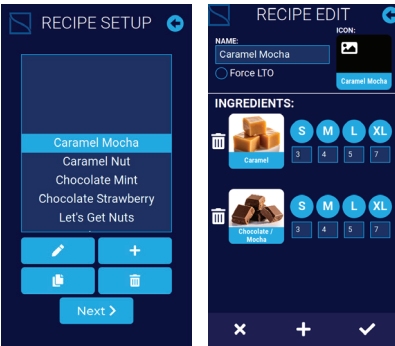 RECIPE SETUP
Caramel Mocha
Caramel Nut
Chocolate Mint
Chocolate Strawberry
Let's Get Nuts
Next
RECIPE EDIT
ICON:
NAME:
Caramel Mocha
Force LTO
Caramel Mocha
INGREDIENTS:
S M L XL
3 4 5 7
Caramel
S M L XL
3 4 5 7
Chocolate /
Mocha